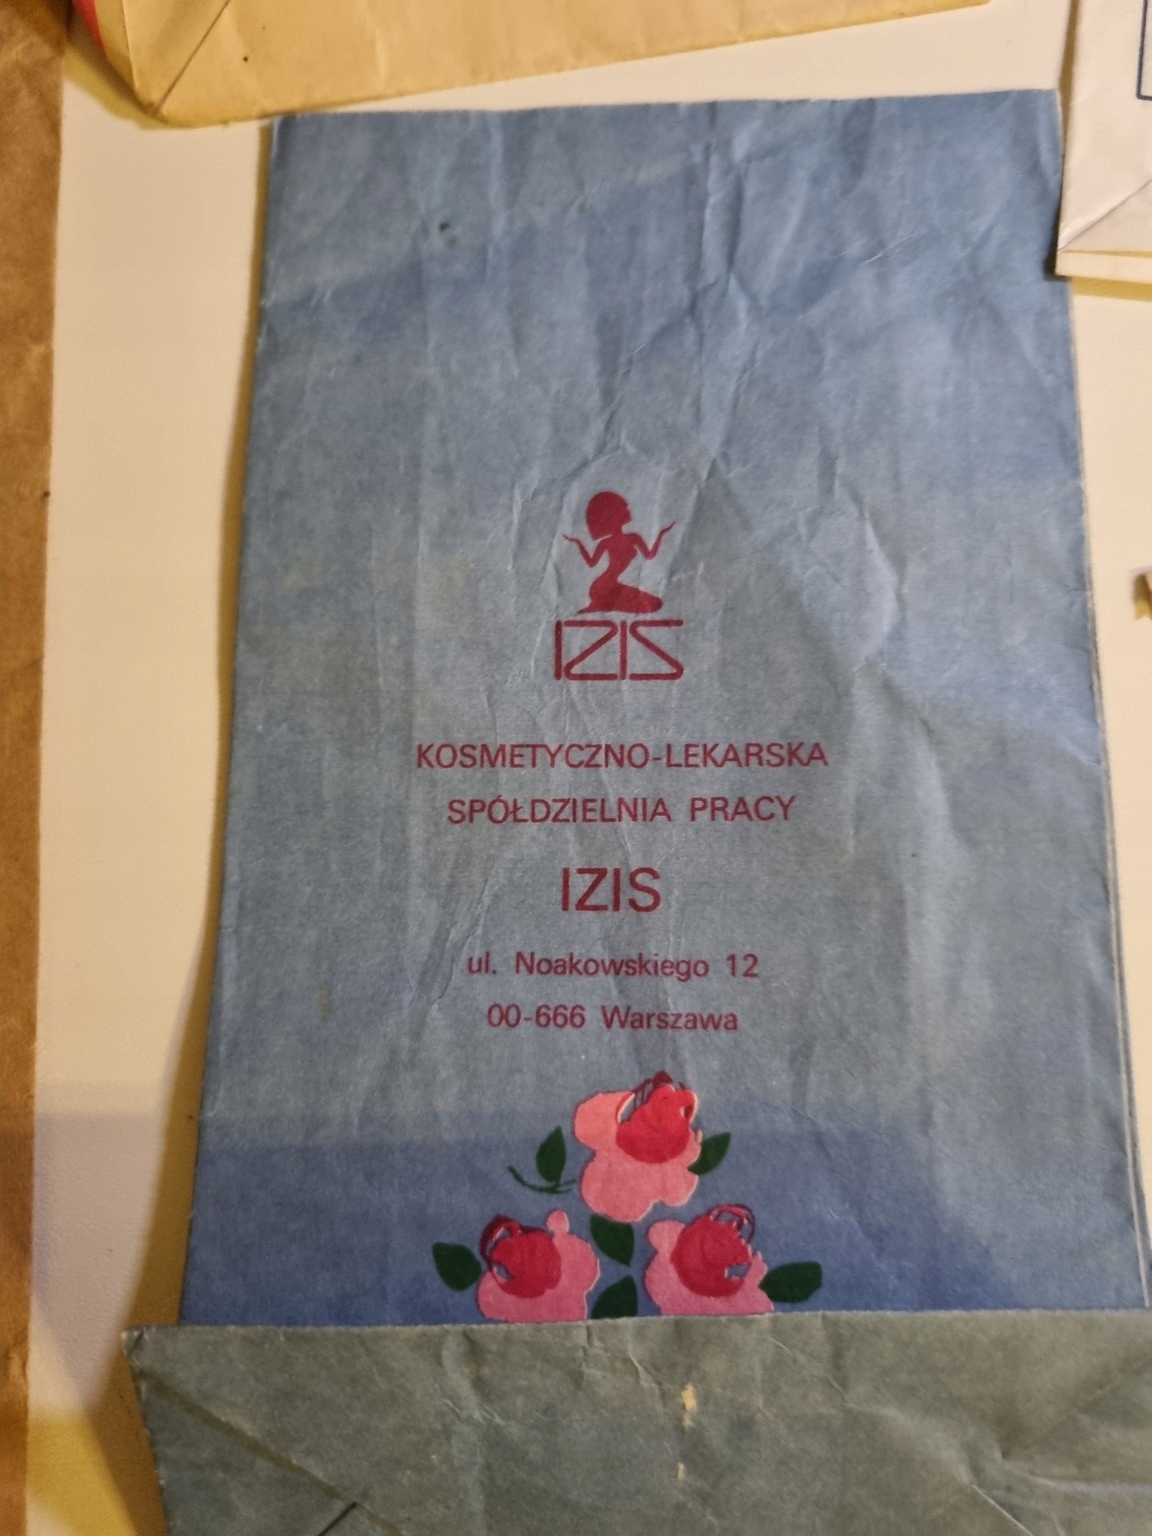 IZIS
KOSMETYCZNO-LEKARSKA
SPÓŁDZIELNIA PRACY
IZIS
ul. Noakowskiego 12
00-666 Warszawa